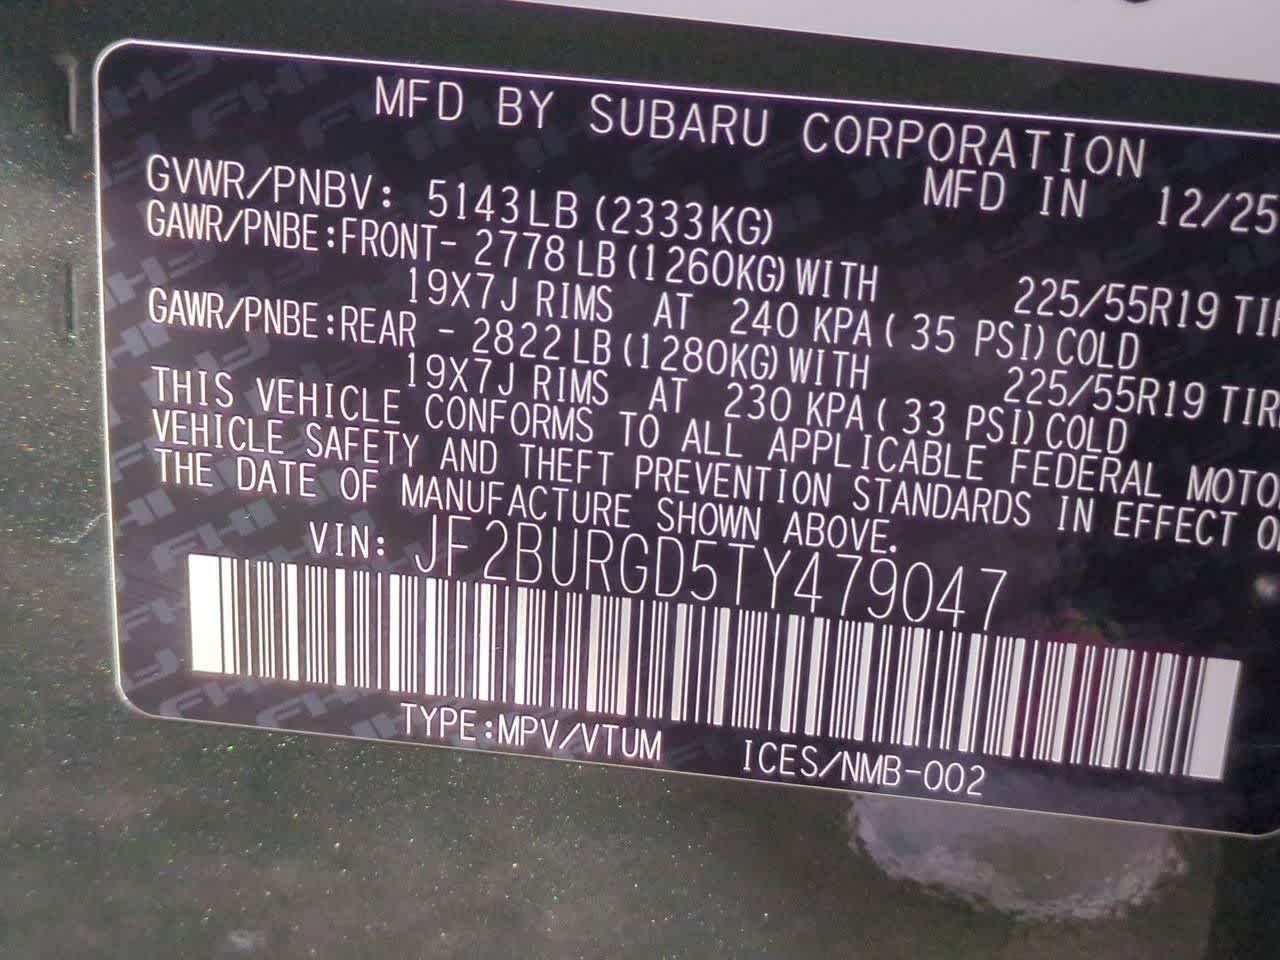 MFD BY SUBARU CORPORATION
GVWR/PNBV: 5143LB (2333KG) MFD IN 12/25
GAWR/PNBE:FRONT- 2778 LB (1260KG) WITH 225/55R19 TIR
19X7J RIMS AT 240 KPA ( 35 PSI) COLD
GAWR/PNBE:REAR - 2822 LB (1280KG) WITH 225/55R19 TIR
19X7J RIMS AT 230 KPA ( 33 PSI) COLD
THIS VEHICLE CONFORMS TO ALL APPLICABLE FEDERAL MOTO
VEHICLE SAFETY AND THEFT PREVENTION STANDARDS IN EFFECT O
THE DATE OF MANUFACTURE SHOWN ABOVE.
VIN: JF2BURGD5TY479047
TYPE:MPV/VTUM ICES/NMB-002